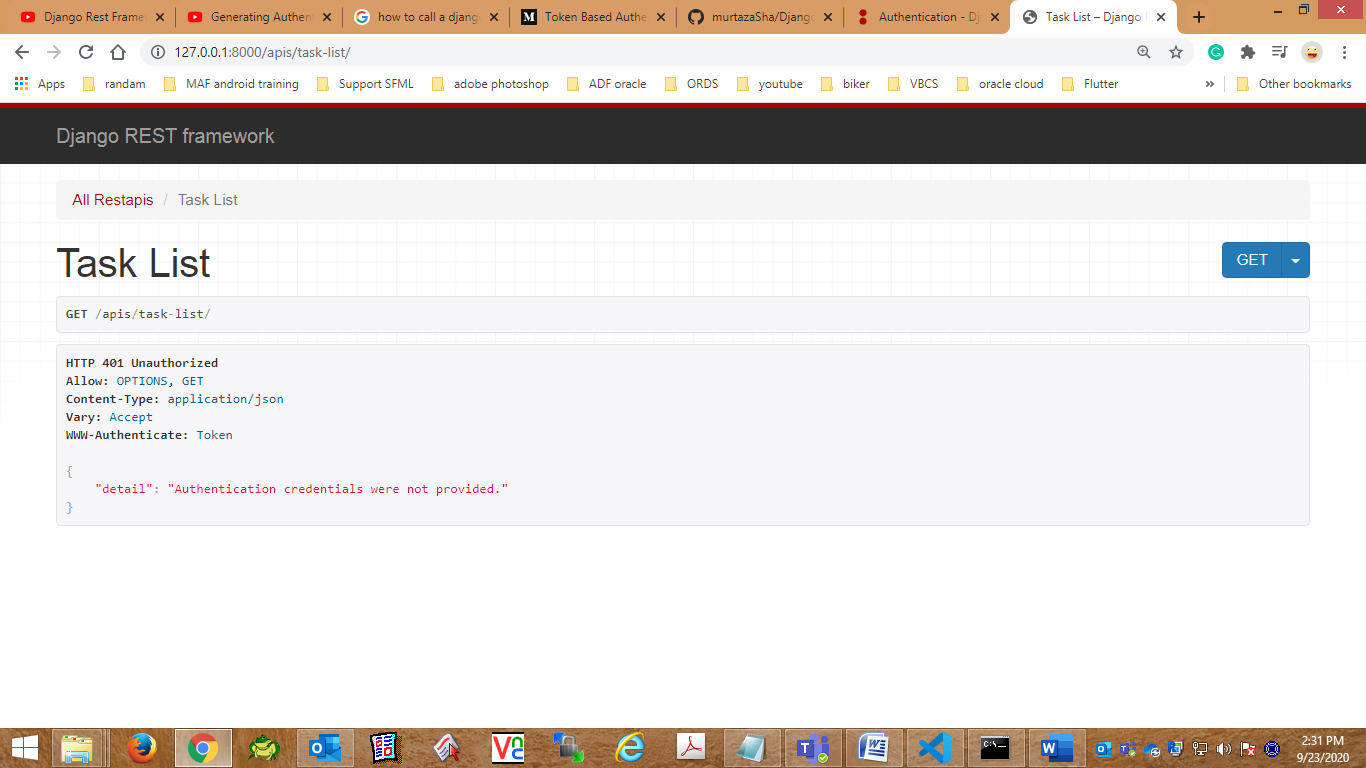 Django Rest Frame
Generating Authent
how to call a djang
Token Based Authe
murtazaSha/Django
Authentication - Dj
Task List – Django
127.0.0.1:8000/apis/task-list/
Apps
randam
MAF android training
Support SFML
adobe photoshop
ADF oracle
ORDS
youtube
biker
VBCS
oracle cloud
Flutter
»
Other bookmarks
Django REST framework
All Restapis / Task List
Task List
GET
GET /apis/task-list/
HTTP 401 Unauthorized
Allow: OPTIONS, GET
Content-Type: application/json
Vary: Accept
WWW-Authenticate: Token
{
"detail": "Authentication credentials were not provided."
}
2:31 PM
9/23/2020